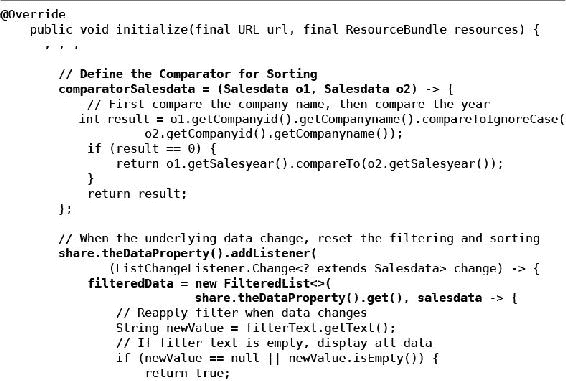 @Override
public void initialize(final URL url, final ResourceBundle resources) {
. . .
// Define the Comparator for Sorting
comparatorSalesdata = (Salesdata o1, Salesdata o2) -> {
// First compare the company name, then compare the year
int result = o1.getCompanyid().getCompanyname().compareToIgnoreCase(
o2.getCompanyid().getCompanyname());
if (result == 0) {
return o1.getSalesyear().compareTo(o2.getSalesyear());
}
return result;
};
// When the underlying data change, reset the filtering and sorting
share.theDataProperty().addListener(
(ListChangeListener.Change<? extends Salesdata> change) -> {
filteredData = new FilteredList<>(
share.theDataProperty().get(), salesdata -> {
// Reapply filter when data changes
String newValue = filterText.getText();
// If filter text is empty, display all data
if (newValue == null || newValue.isEmpty()) {
return true;